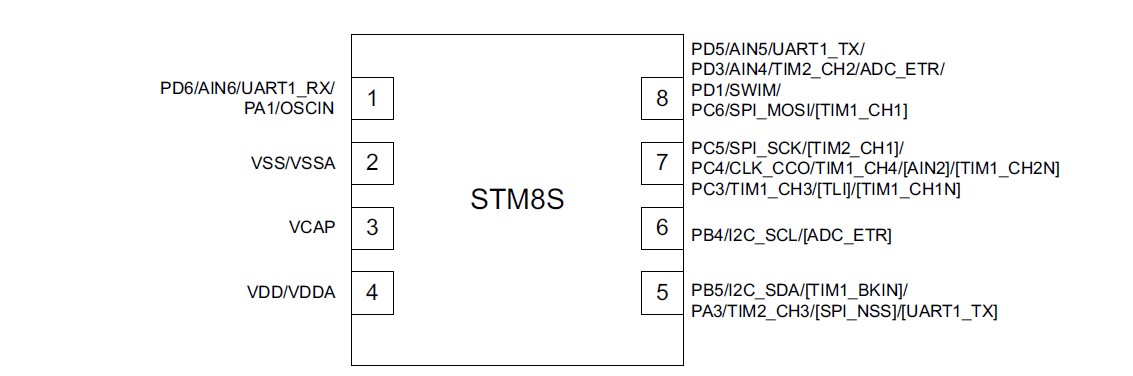 PD6/AIN6/UART1_RX/
PA1/OSCIN
1
VSS/VSSA
2
VCAP
3
VDD/VDDA
4
STM8S
PD5/AIN5/UART1_TX/
PD3/AIN4/TIM2_CH2/ADC_ETR/
PD1/SWIM/
PC6/SPI_MOSI/[TIM1_CH1]
8
PC5/SPI_SCK/[TIM2_CH1]/
PC4/CLK_CCO/TIM1_CH4/[AIN2]/[TIM1_CH2N]
PC3/TIM1_CH3/[TLI]/[TIM1_CH1N]
7
PB4/I2C_SCL/[ADC_ETR]
6
PB5/I2C_SDA/[TIM1_BKIN]/
PA3/TIM2_CH3/[SPI_NSS]/[UART1_TX]
5